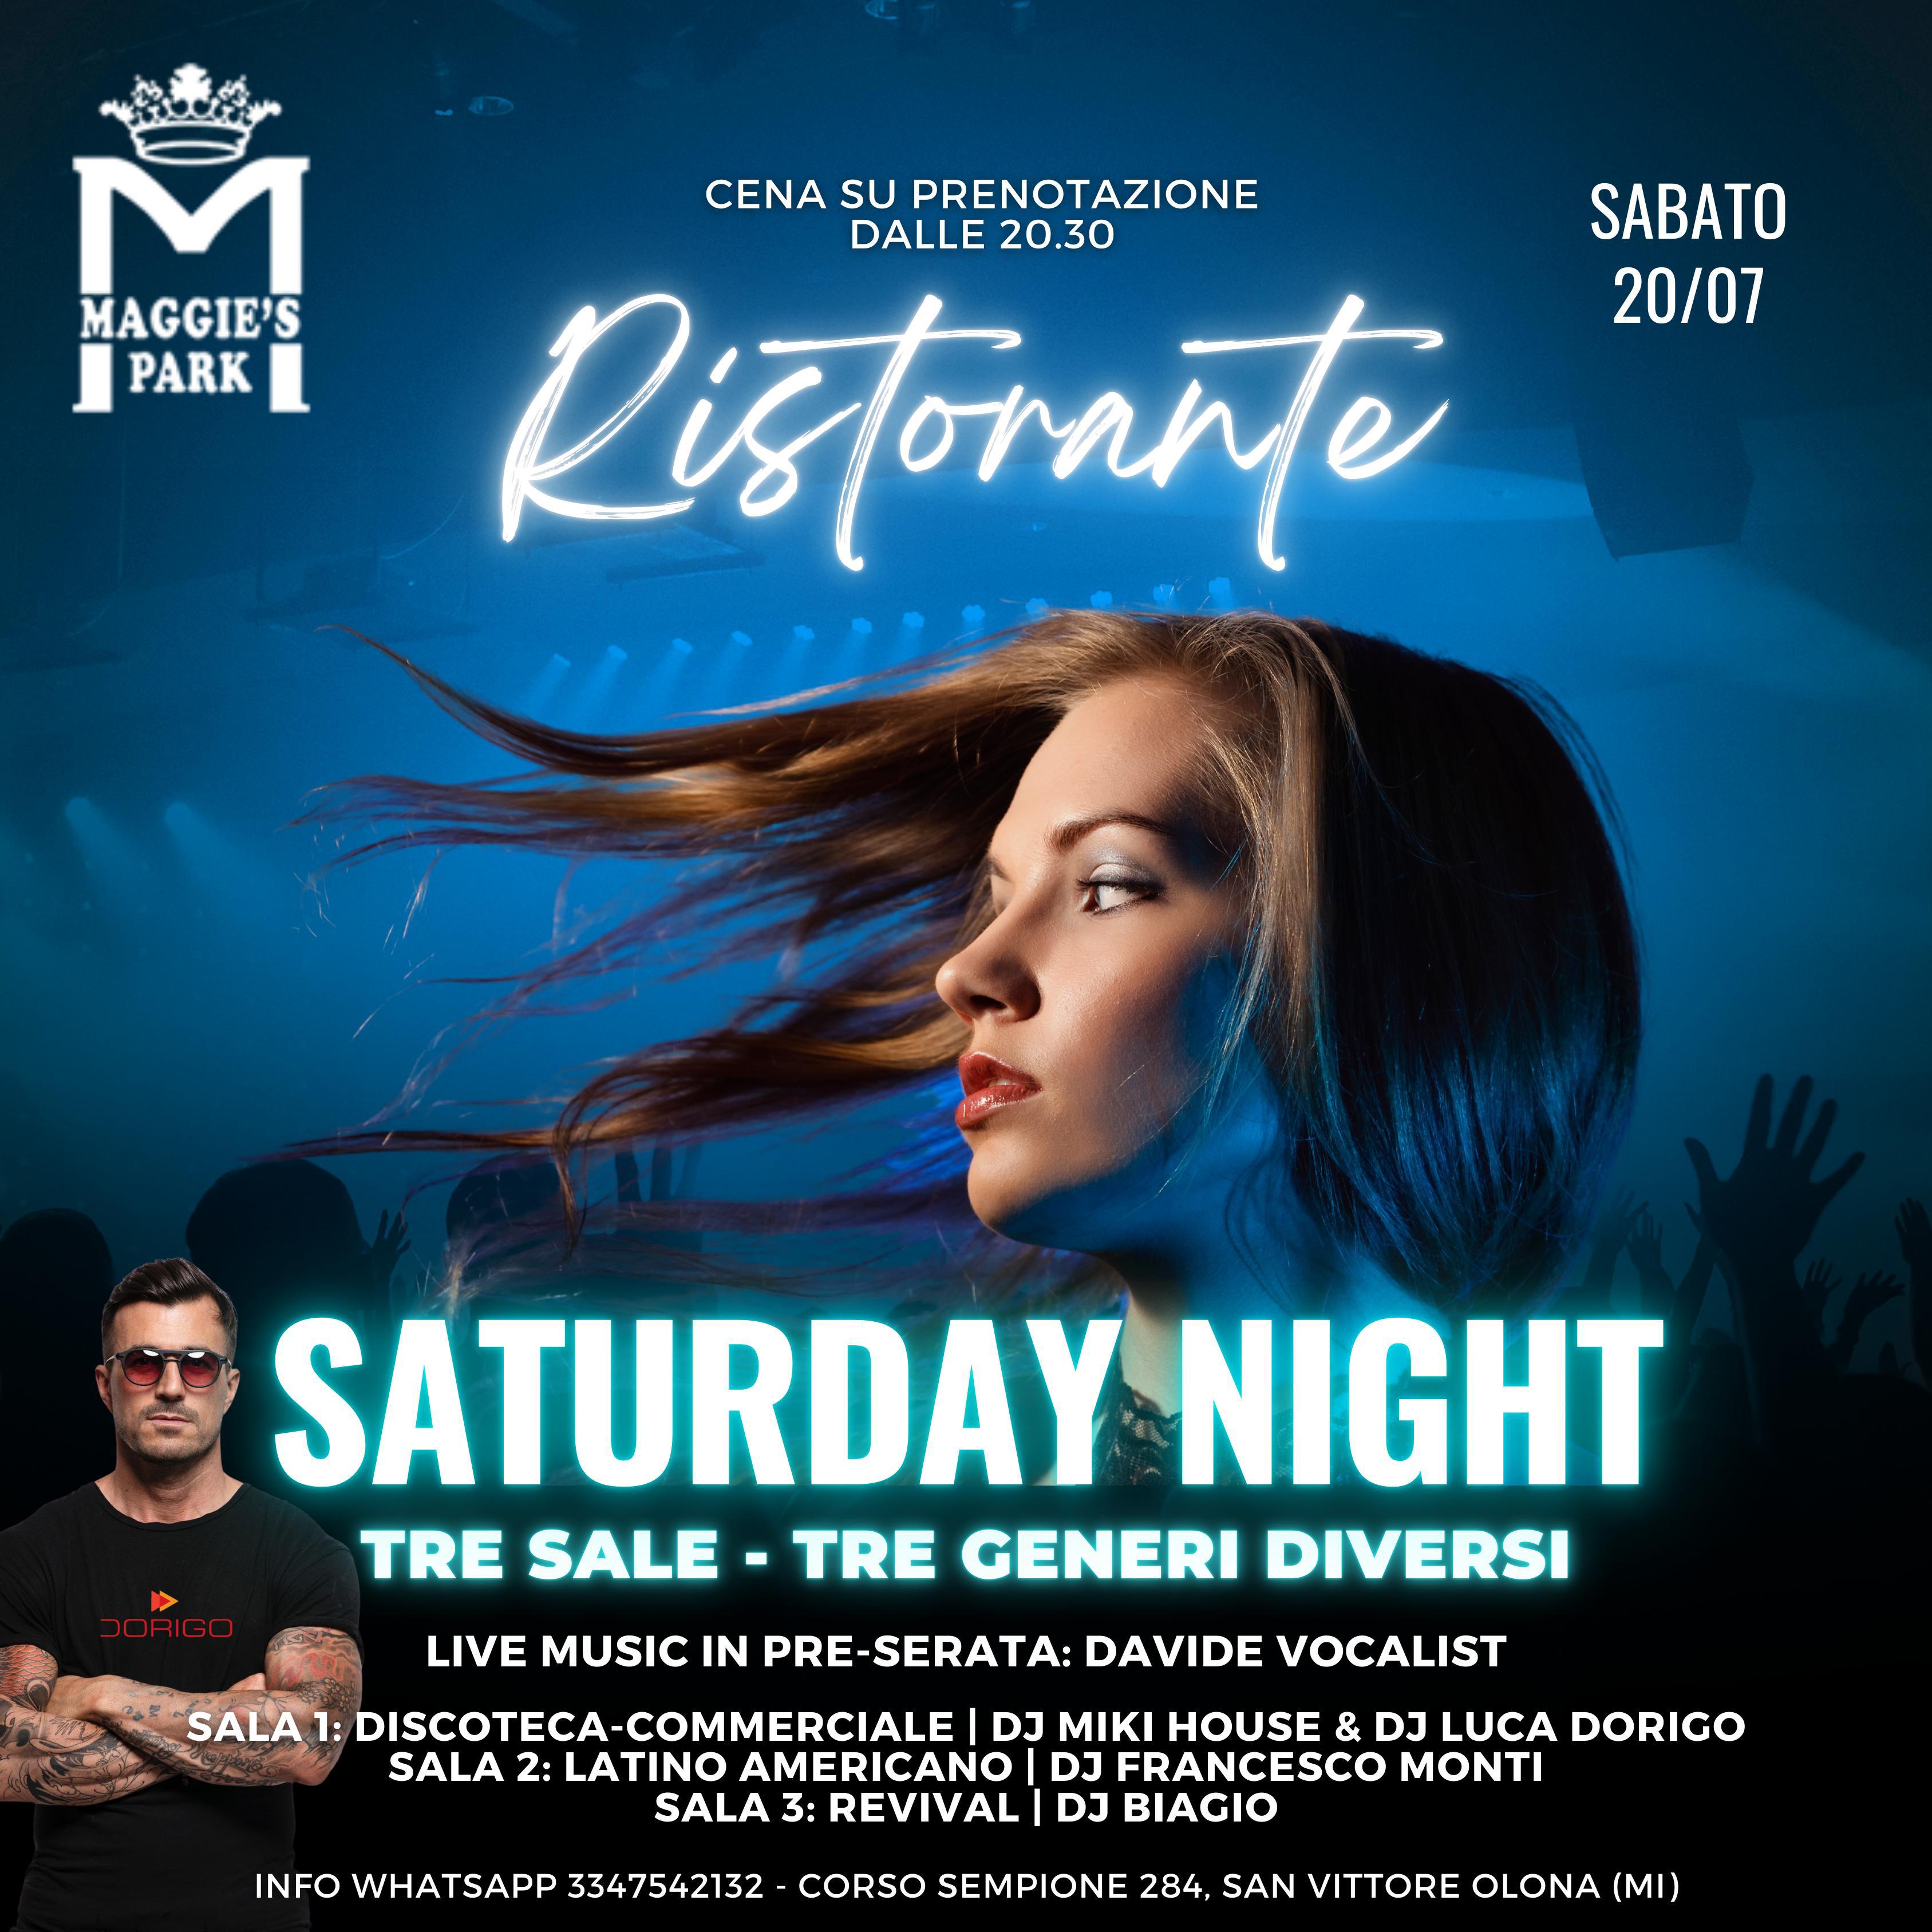 MAGGIE'S
PARK
CENA SU PRENOTAZIONE
DALLE 20.30
SABATO
20/07
Ristorante
SATURDAY NIGHT
TRE SALE - TRE GENERI DIVERSI
DORIGO
LIVE MUSIC IN PRE-SERATA: DAVIDE VOCALIST
SALA 1: DISCOTECA-COMMERCIALE | DJ MIKI HOUSE & DJ LUCA DORIGO
SALA 2: LATINO AMERICANO | DJ FRANCESCO MONTI
SALA 3: REVIVAL | DJ BIAGIO
INFO WHATSAPP 3347542132 - CORSO SEMPIONE 284, SAN VITTORE OLONA (MI)